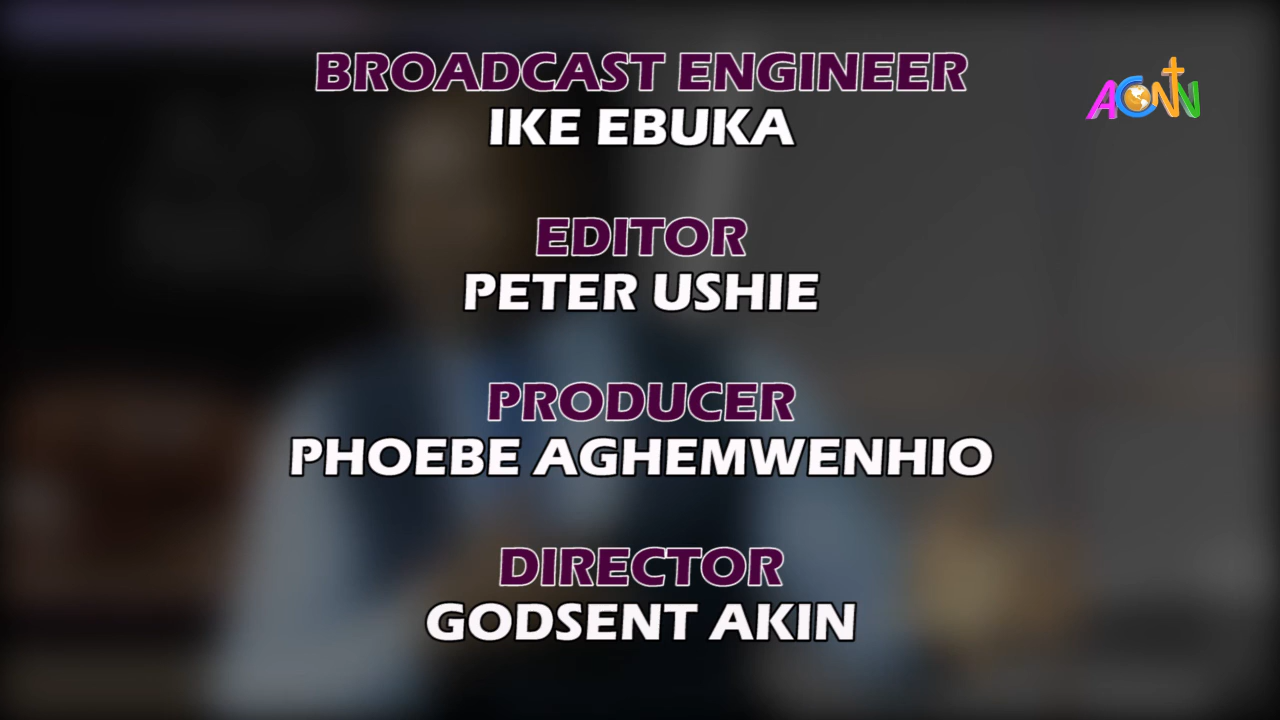 BROADCAST ENGINEER
ACNN
IKE EBUKA
EDITOR
PETER USHIE
PRODUCER
PHOEBE AGHEMWENHIO
DIRECTOR
GODSENT AKIN